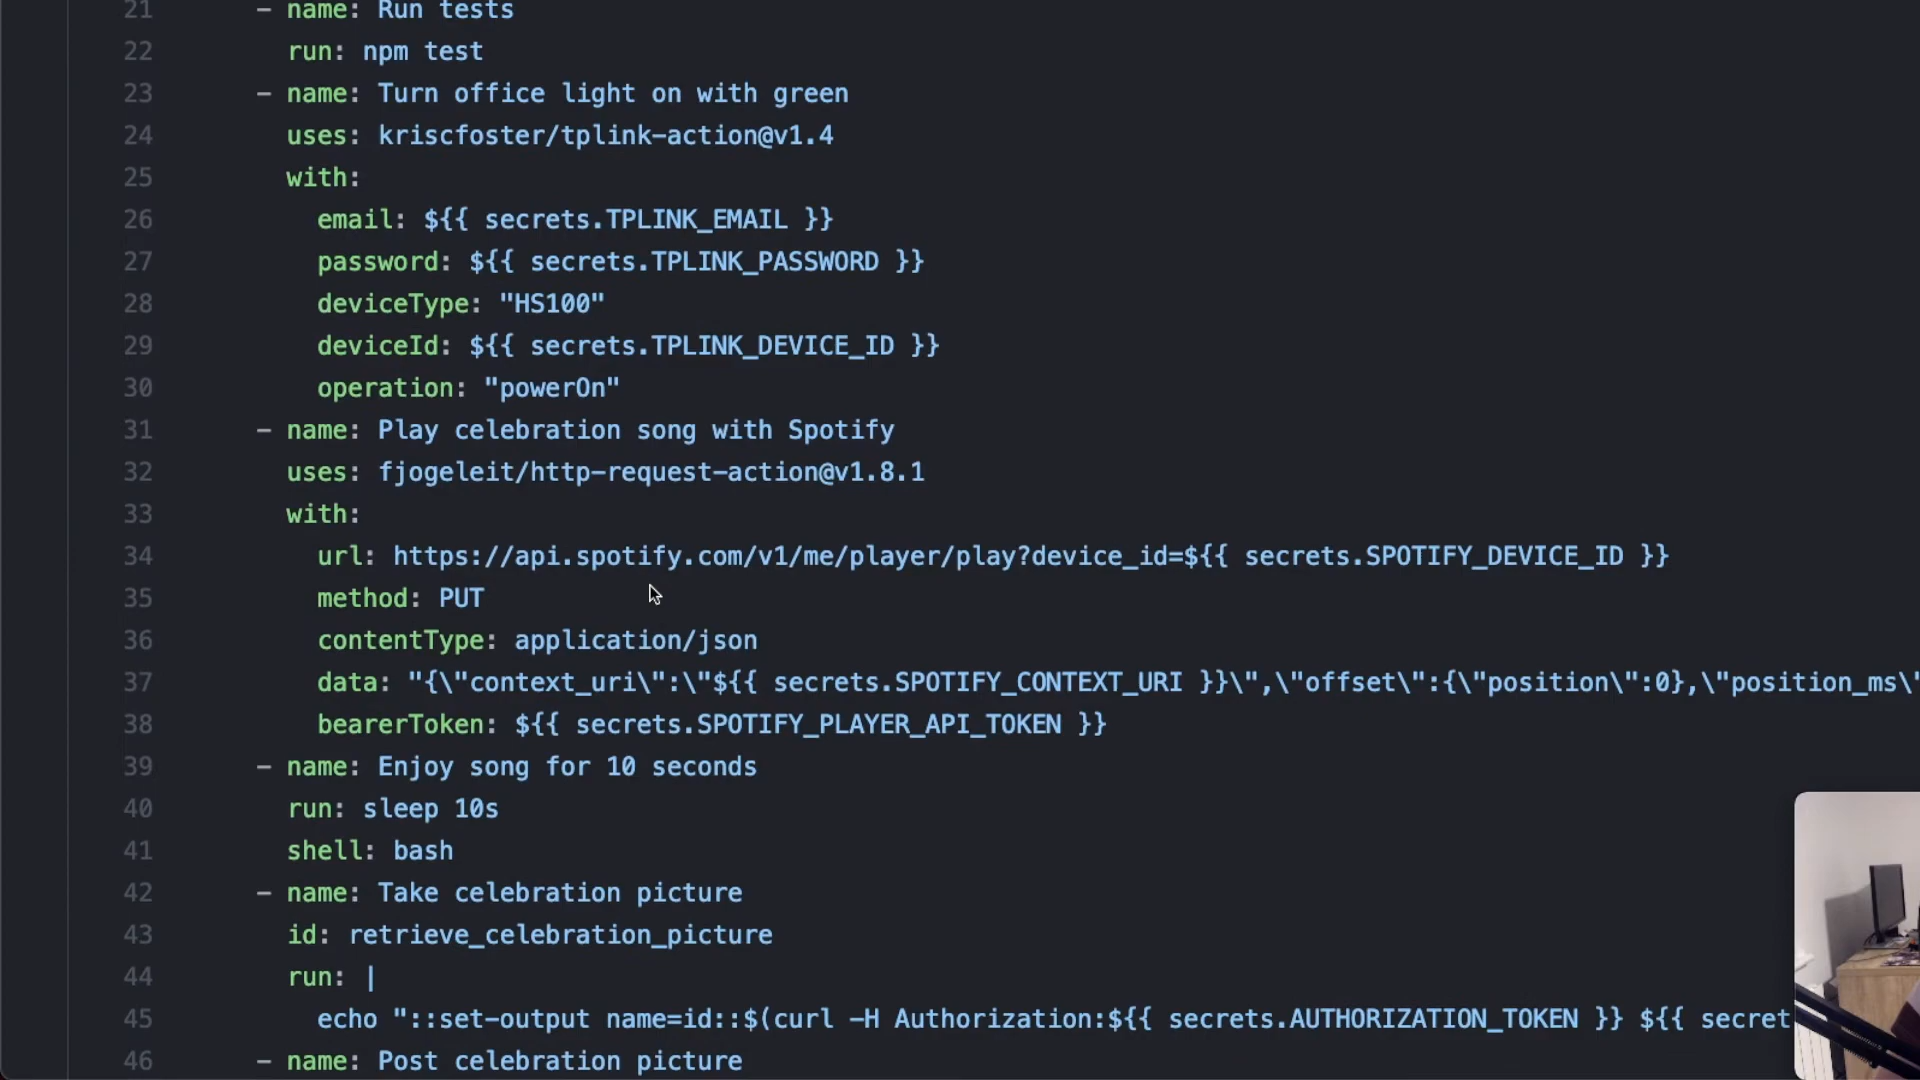 21 - name: Run tests
22 run: npm test
23 - name: Turn office light on with green
24 uses: kriscfoster/tplink-action@v1.4
25 with:
26 email: ${{ secrets.TPLINK_EMAIL }}
27 password: ${{ secrets.TPLINK_PASSWORD }}
28 deviceType: "HS100"
29 deviceId: ${{ secrets.TPLINK_DEVICE_ID }}
30 operation: "powerOn"
31 - name: Play celebration song with Spotify
32 uses: fjogeleit/http-request-action@v1.8.1
33 with:
34 url: https://api.spotify.com/v1/me/player/play?device_id=${{ secrets.SPOTIFY_DEVICE_ID }}
35 method: PUT
36 contentType: application/json
37 data: "{\"context_uri\":\"${{ secrets.SPOTIFY_CONTEXT_URI }}\",\"offset\":{\"position\":0},\"position_ms\"
38 bearerToken: ${{ secrets.SPOTIFY_PLAYER_API_TOKEN }}
39 - name: Enjoy song for 10 seconds
40 run: sleep 10s
41 shell: bash
42 - name: Take celebration picture
43 id: retrieve_celebration_picture
44 run: |
45 echo "::set-output name=id::$(curl -H Authorization:${{ secrets.AUTHORIZATION_TOKEN }} ${{ secret
46 - name: Post celebration picture